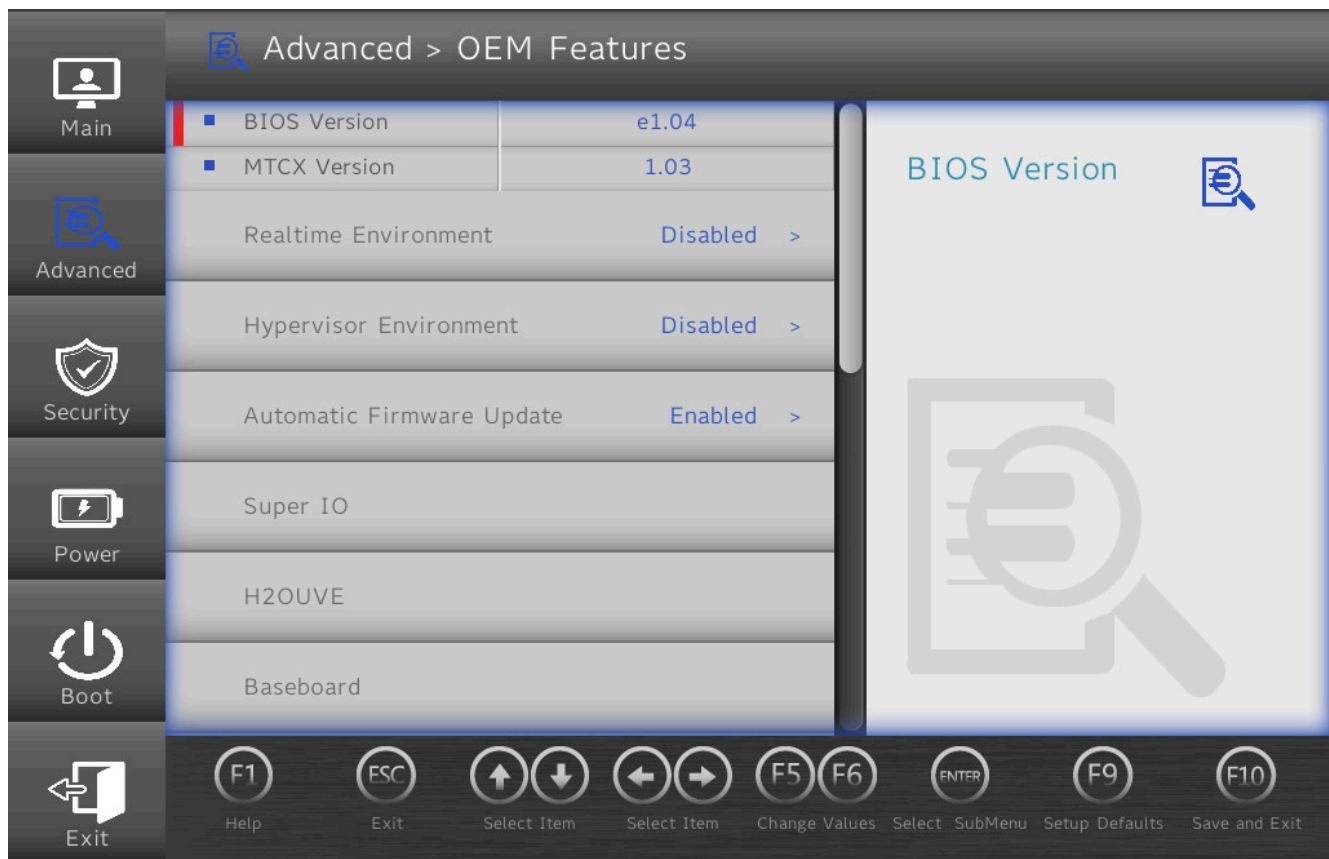 Advanced > OEM Features
Main
Advanced
Security
Power
Boot
Exit
BIOS Version e1.04
MTCX Version 1.03
Realtime Environment Disabled >
Hypervisor Environment Disabled >
Automatic Firmware Update Enabled >
Super IO
H2OUVE
Baseboard
BIOS Version
F1 ESC F5 F6 ENTER F9 F10
Help Exit Select Item Select Item Change Values Select SubMenu Setup Defaults Save and Exit